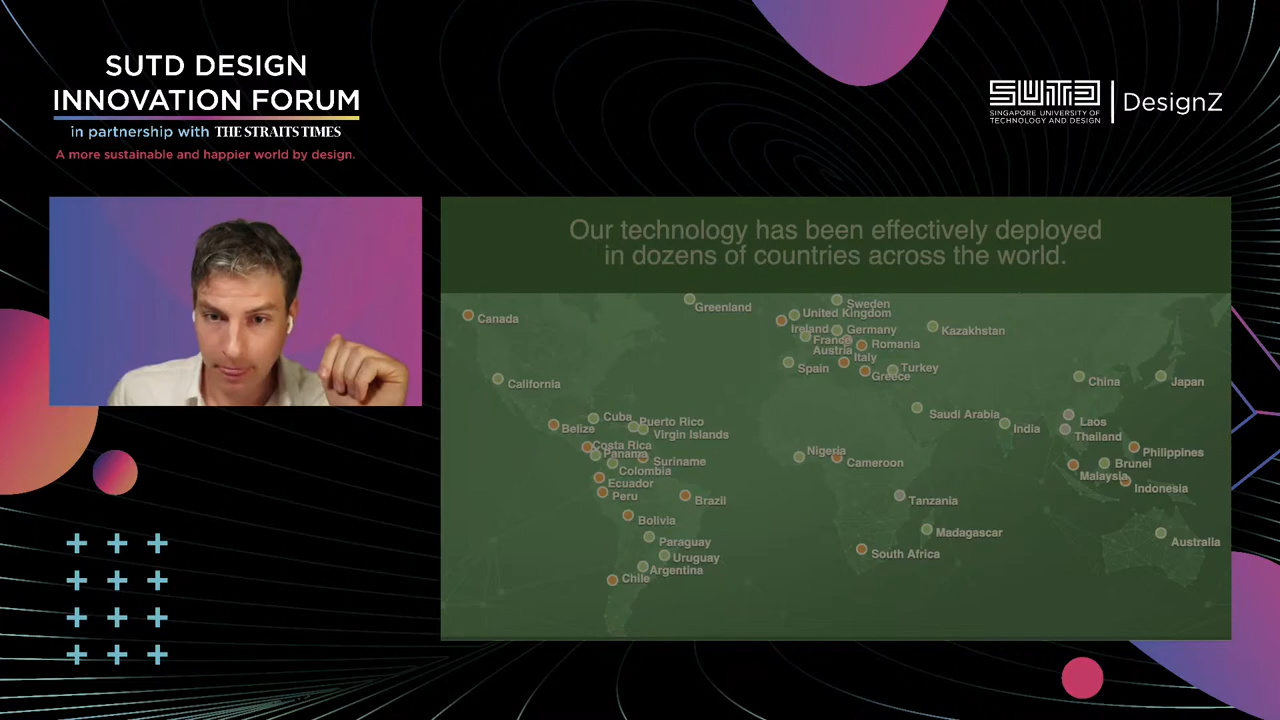 SUTD DESIGN
INNOVATION FORUM
in partnership with THE STRAITS TIMES
A more sustainable and happier world by design.
SUTD
SINGAPORE UNIVERSITY OF
TECHNOLOGY AND DESIGN
DesignZ
Our technology has been effectively deployed
in dozens of countries across the world.
Greenland
Sweden
Canada
United Kingdom
Ireland
Germany
Kazakhstan
France
Romania
Austria
Italy
Spain
Turkey
Greece
California
China
Japan
Cuba
Puerto Rico
Saudi Arabia
Laos
Belize
Virgin Islands
India
Thailand
Costa Rica
Nigeria
Philippines
Panama
Suriname
Cameroon
Brunei
Colombia
Malaysia
Ecuador
Indonesia
Peru
Brazil
Tanzania
Bolivia
Madagascar
Paraguay
Australia
Uruguay
South Africa
Argentina
Chile